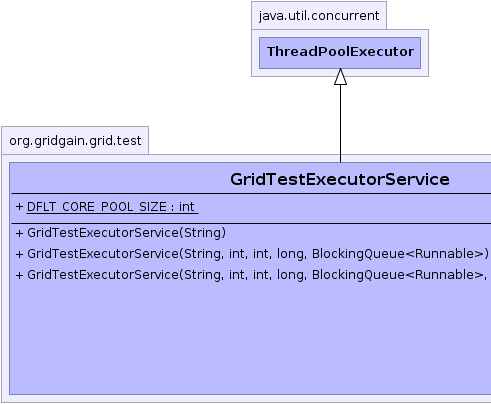 java.util.concurrent
ThreadPoolExecutor
org.gridgain.grid.test
GridTestExecutorService
+ DFLT_CORE_POOL_SIZE : int
+ GridTestExecutorService(String)
+ GridTestExecutorService(String, int, int, long, BlockingQueue<Runnable>)
+ GridTestExecutorService(String, int, int, long, BlockingQueue<Runnable>,